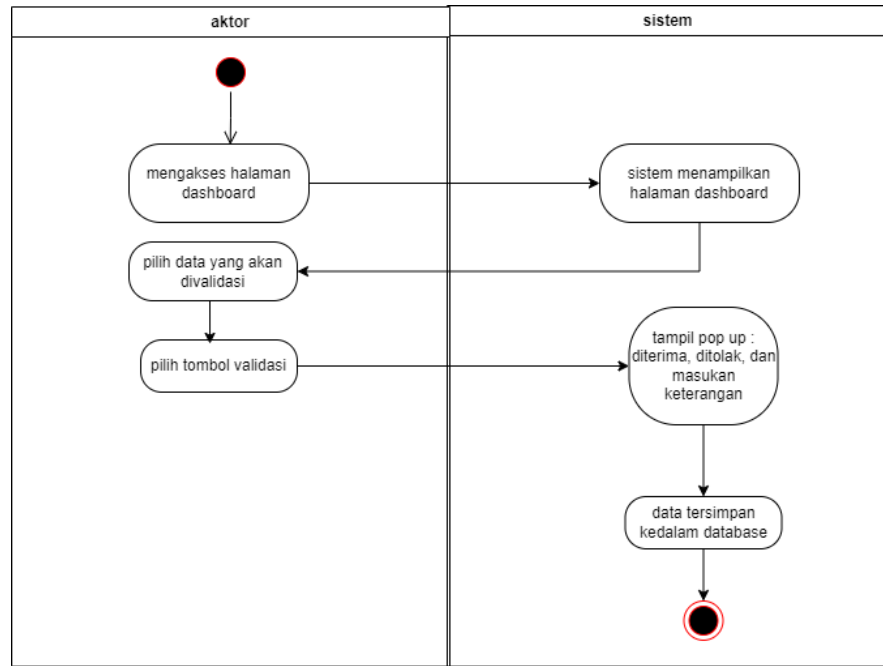 aktor
sistem
mengakses halaman
dashboard
sistem menampilkan
halaman dashboard
pilih data yang akan
divalidasi
pilih tombol validasi
tampil pop up :
diterima, ditolak, dan
masukan
keterangan
data tersimpan
kedalam database